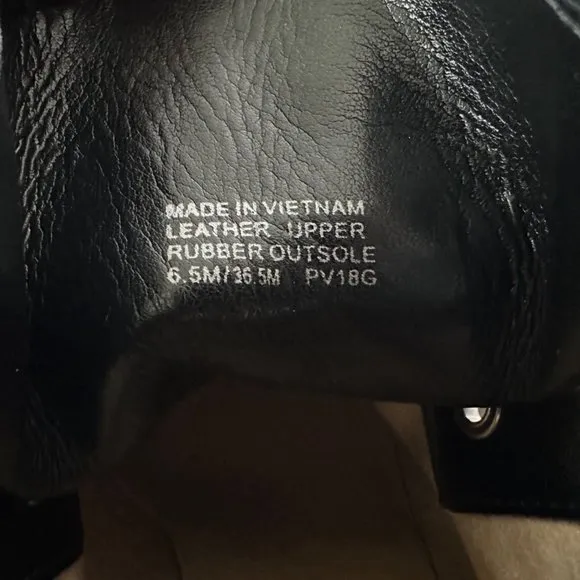 MADE IN VIETNAM
LEATHER UPPER
RUBBER OUTSOLE
6.5M/36.5M PV18G